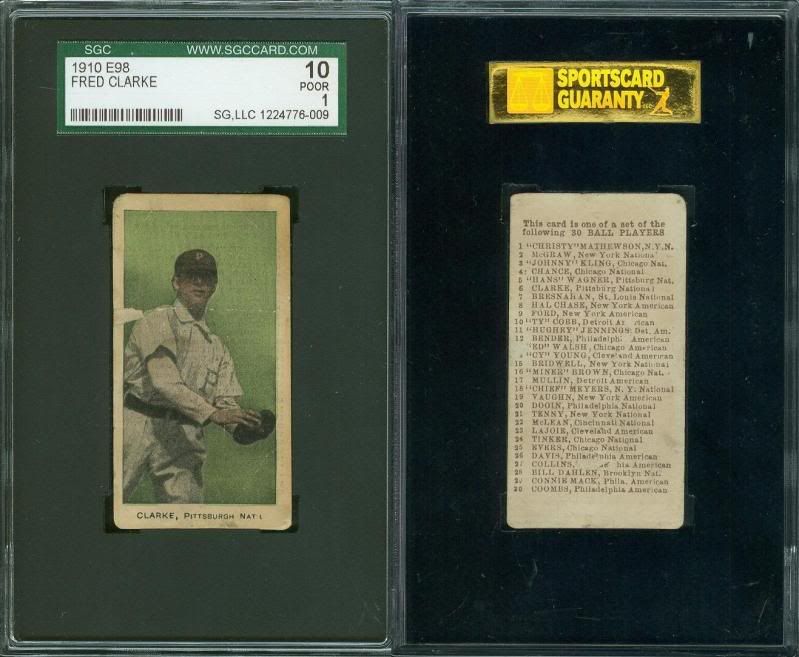 SGC WWW.SGCCARD.COM
1910 E98 10
FRED CLARKE POOR
1
SG,LLC 1224776-009
P
P
CLARKE, PITTSBURGH NAT'L
SPORTSCARD
GUARANTY
This card is one of a set of the
following 30 BALL PLAYERS
1 "CHRISTY" MATHEWSON, N.Y.N.
2 McGRAW, New York National
3 "JOHNNY" KLING, Chicago Nat.
4 CHANCE, Chicago National
5 "HANS" WAGNER, Pittsburg Nat.
6 CLARKE, Pittsburg National
7 BRESNAHAN, St. Louis National
8 HAL CHASE, New York American
9 FORD, New York American
10 "TY" COBB, Detroit Am ican
11 "HUGHEY" JENNINGS Det. Am.
12 BENDER, Philadelph American
"ED" WALSH, Chicago American
"CY" YOUNG, Cleveland American
15 BRIDWELL, New York National
16 "MINER" BROWN, Chicago Nat.
17 MULLIN, Detroit American
18 "CHIEF" MEYERS, N. Y. National
19 VAUGHN, New York American
20 DOOIN, Philadelphia National
21 TENNY, New York National
22 McLEAN, Cincinnati National
23 LAJOIE, Cleveland American
24 TINKER, Chicago National
25 EVERS, Chicago National
26 DAVIS, Philadelphia American
27 COLLINS, hia American
28 BILL DAHLEN, Brooklyn Nat.
29 CONNIE MACK, Phila. American
30 COOMBS, Philadelphia American